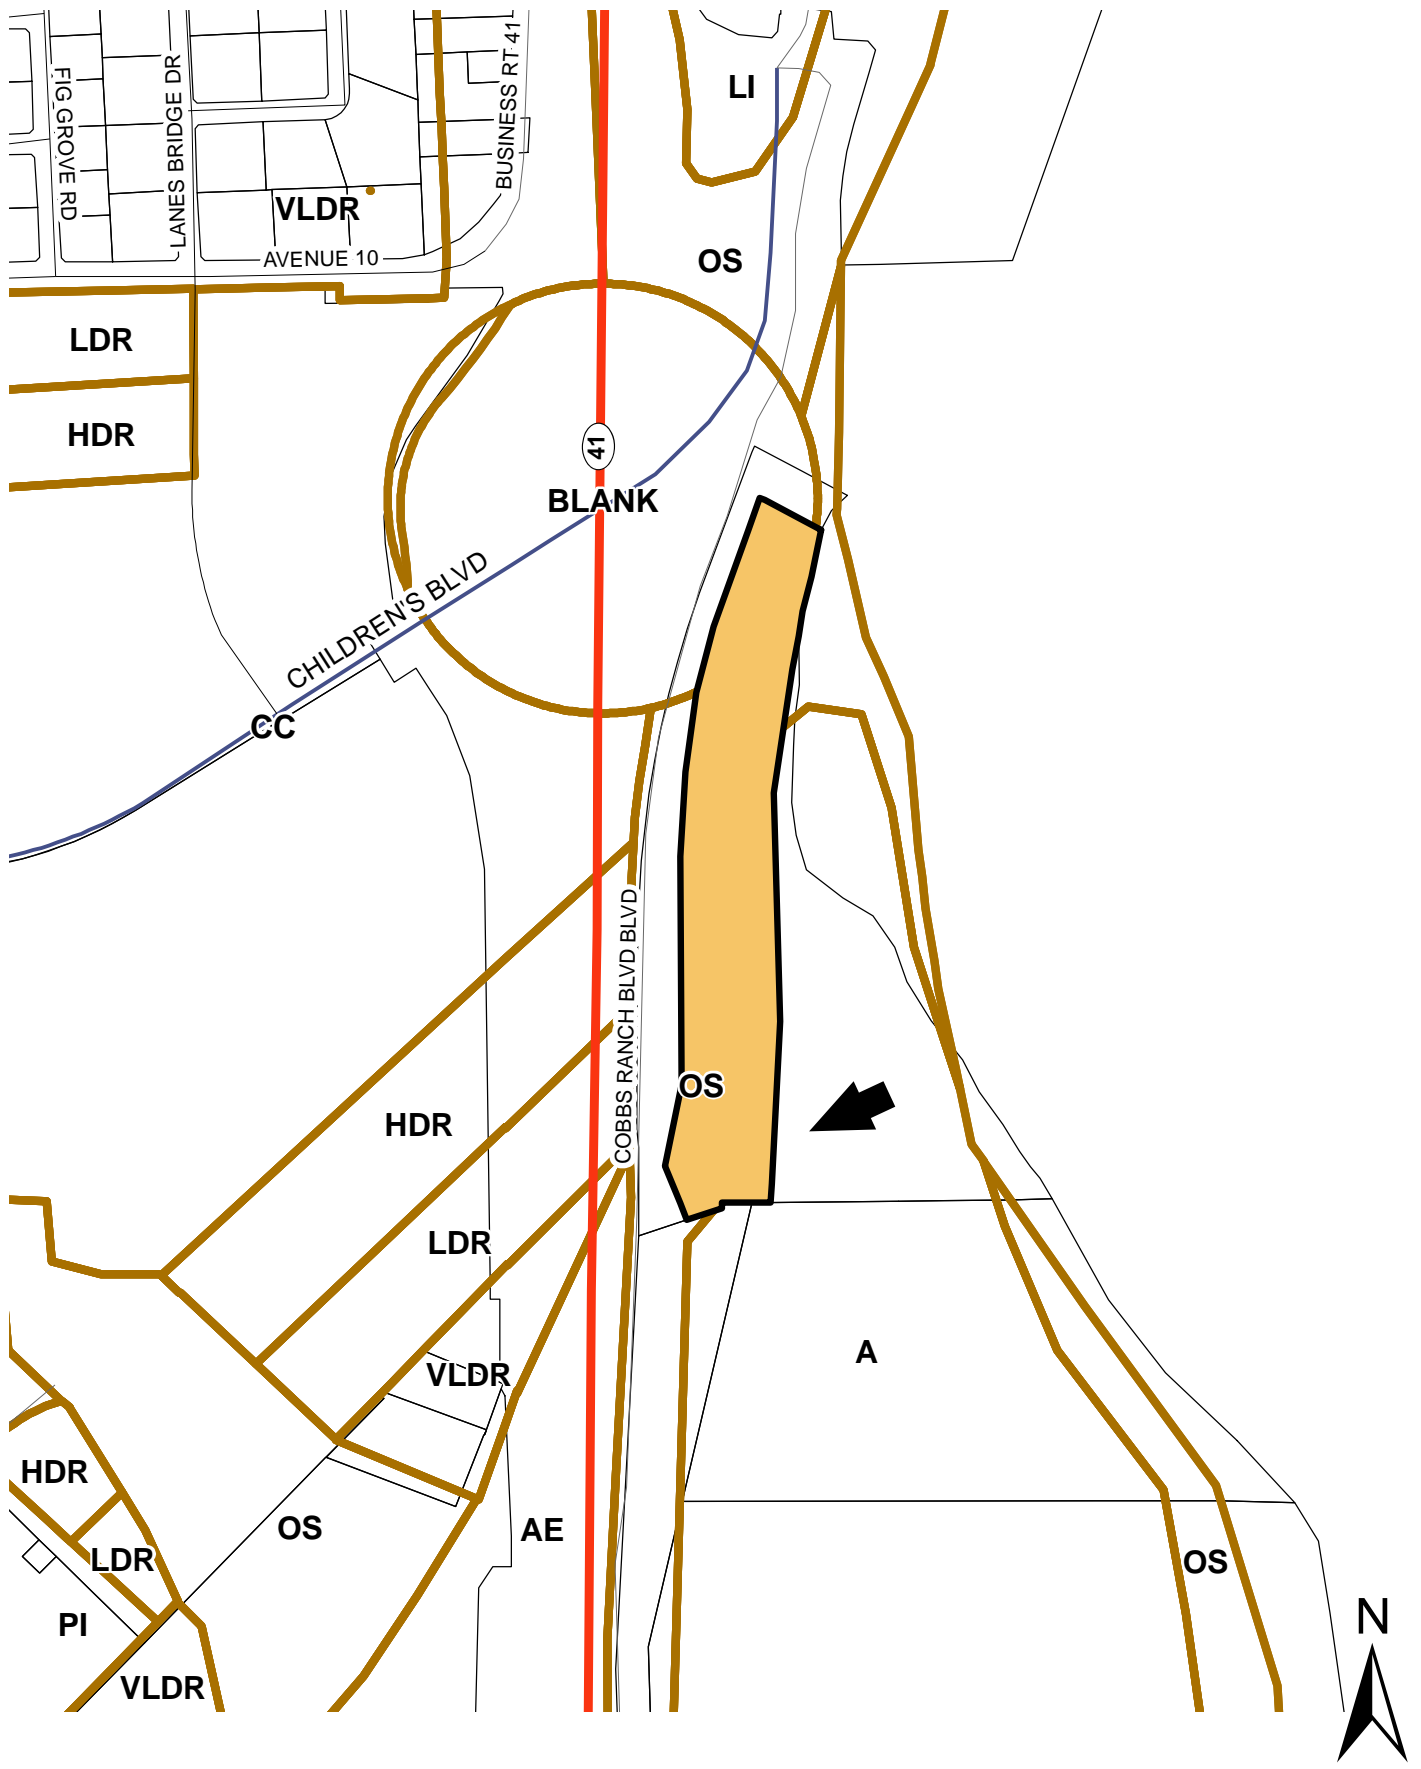 LI
FIG GROVE RD
LANES BRIDGE DR
BUSINESS RT 41
VLDR
AVENUE 10
OS
LDR
HDR
41
BLANK
CHILDREN'S BLVD
CC
COBBS RANCH BLVD BLVD
OS
HDR
LDR
A
VLDR
HDR
OS
AE
LDR
OS
PI
N
VLDR